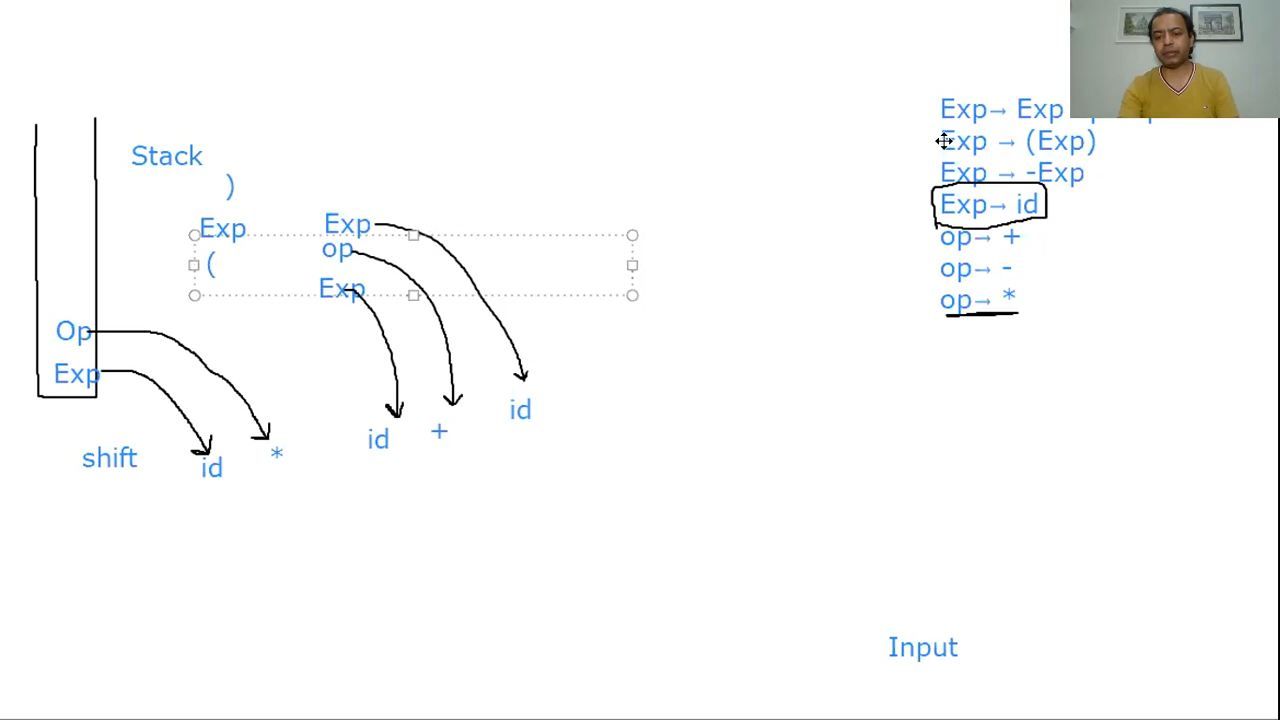 Stack
)
Exp
(
Exp
op
Exp
Op
Exp
shift
id
*
id
+
id
Exp→ Exp
Exp → (Exp)
Exp → -Exp
Exp→ id
op→ +
op→ -
op→ *
Input